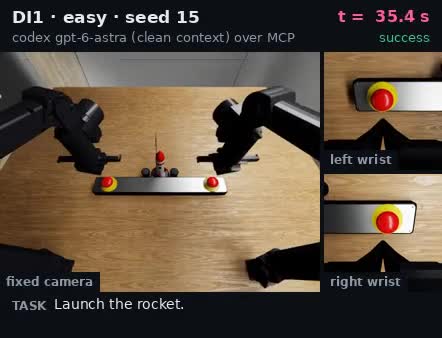 DI1 · easy · seed 15
t = 35.4 s
codex gpt-6-astra (clean context) over MCP
success
left wrist
right wrist
fixed camera
TASK Launch the rocket.